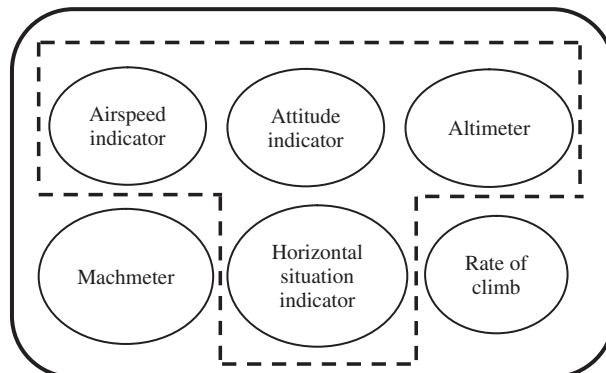 Airspeed
indicator
Attitude
indicator
Altimeter
Machmeter
Horizontal
situation
indicator
Rate of
climb